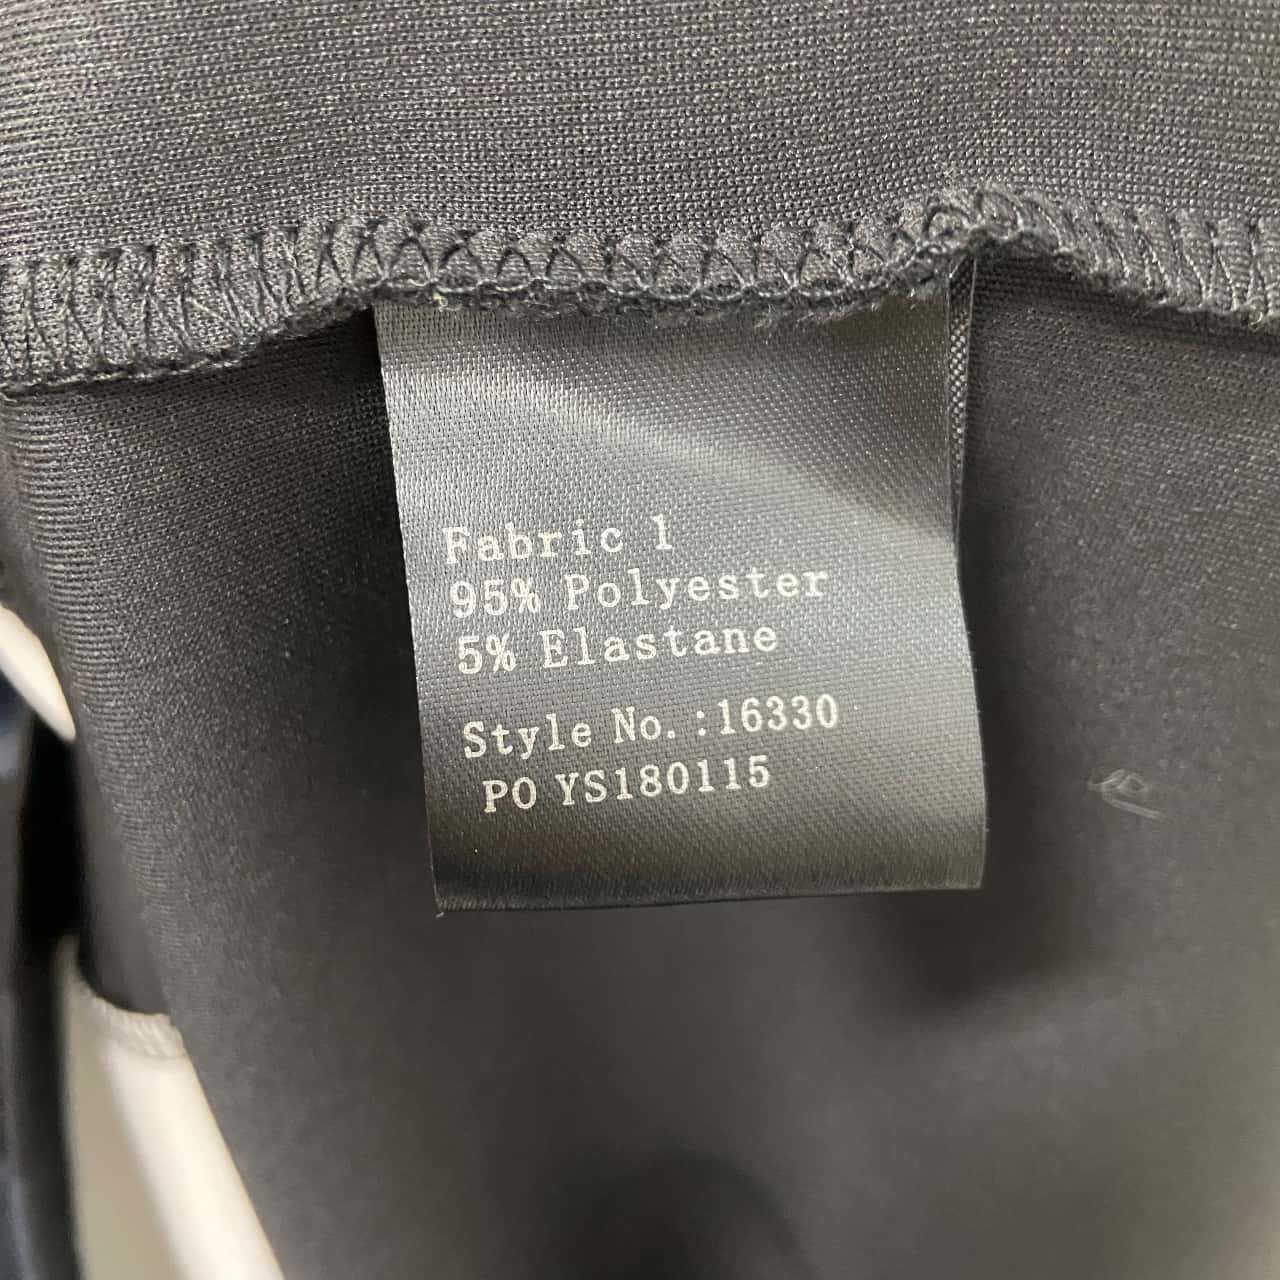 Fabric 1
95% Polyester
5% Elastane
Style No.:16330
PO YS180115